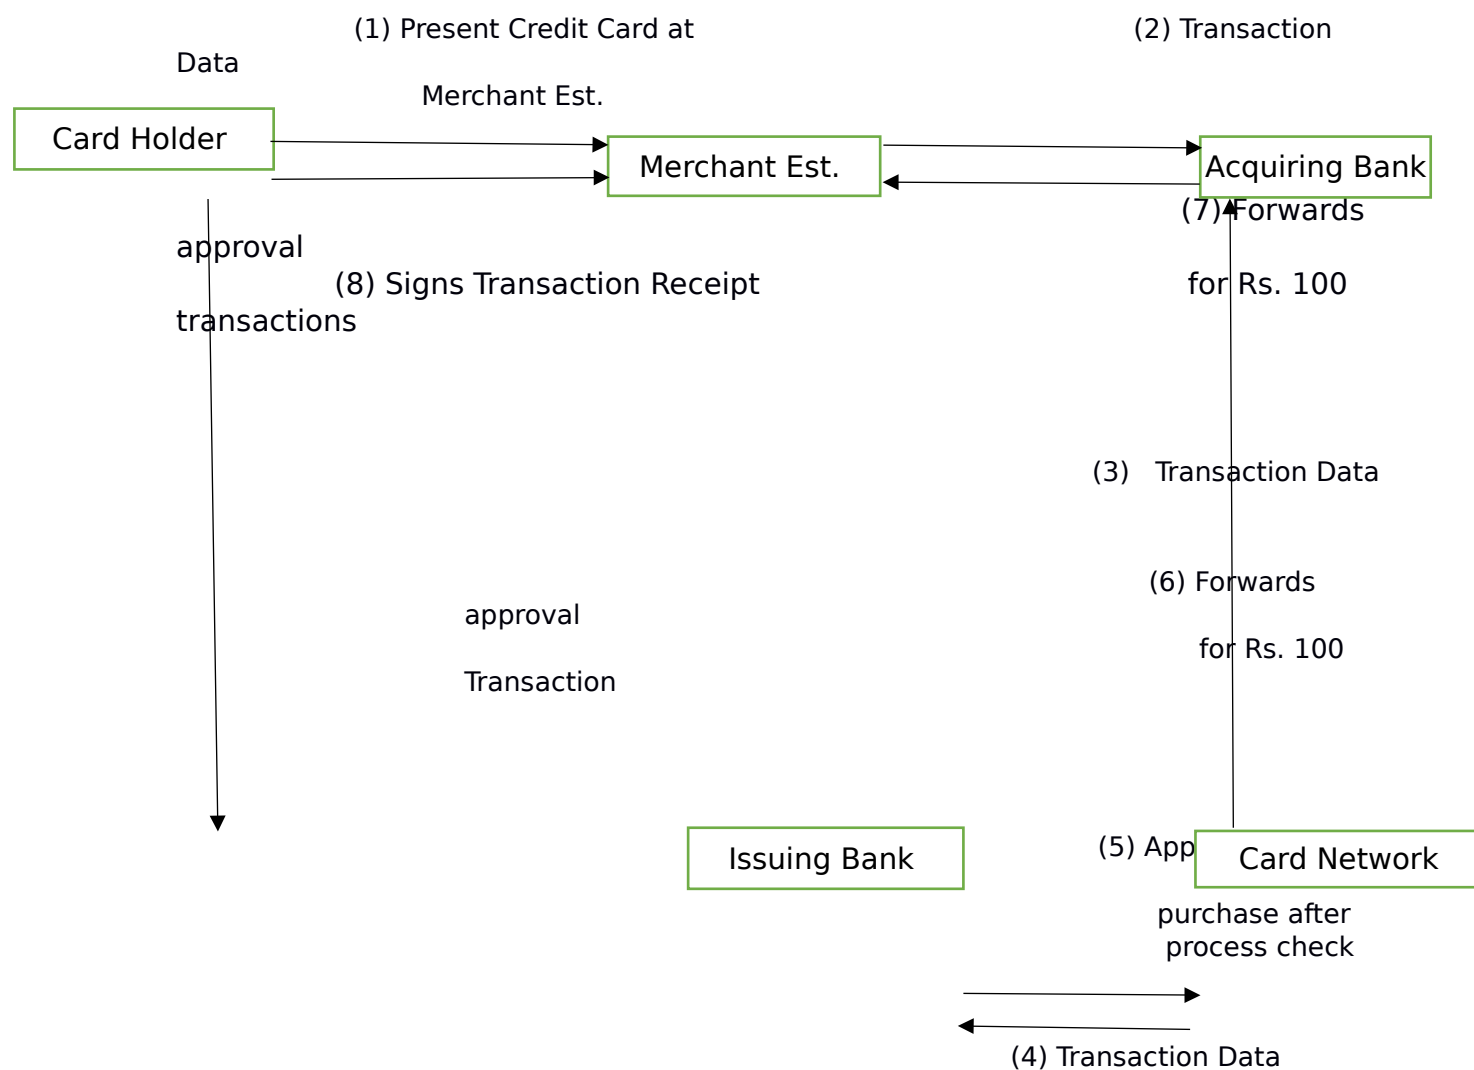 (1) Present Credit Card at
(2) Transaction
Data
Merchant Est.
Card Holder
Merchant Est.
Acquiring Bank
(7) Forwards
approval
(8) Signs Transaction Receipt
for Rs. 100
transactions
(3) Transaction Data
(6) Forwards
approval
for Rs. 100
Transaction
Issuing Bank
(5) App
Card Network
purchase after
process check
(4) Transaction Data